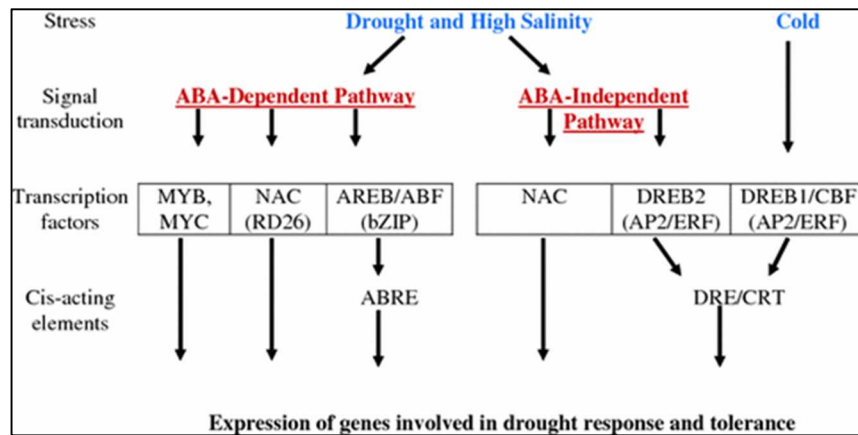 Stress
Drought and High Salinity
Cold
Signal
transduction
ABA-Dependent Pathway
ABA-Independent
Pathway
Transcription
factors
MYB,
MYC
NAC
(RD26)
AREB/ABF
(bZIP)
NAC
DREB2
(AP2/ERF)
DREB1/CBF
(AP2/ERF)
Cis-acting
elements
ABRE
DRE/CRT
Expression of genes involved in drought response and tolerance